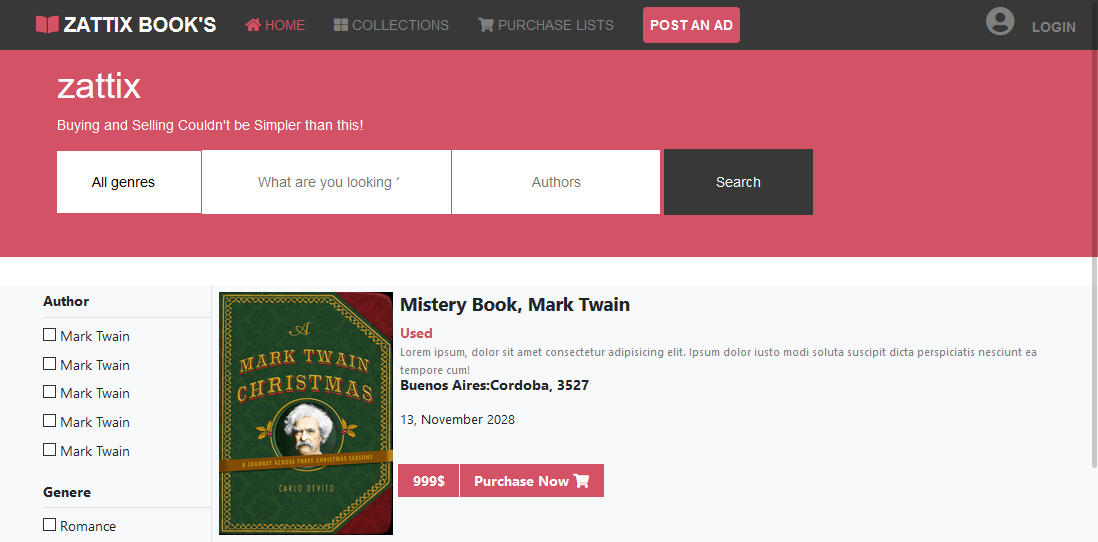 ZATTIX BOOK'S HOME COLLECTIONS PURCHASE LISTS POST AN AD LOGIN
zattix
Buying and Selling Couldn't be Simpler than this!
All genres What are you looking Authors Search
Author
Mark Twain
Mark Twain
Mark Twain
Mark Twain
Mark Twain
Genere
Romance
A
MARK TWAIN
CHRISTMAS
A JOURNEY ACROSS THREE CHRISTMAS SEASONS
CARLO DEVITO
Mistery Book, Mark Twain
Used
Lorem ipsum, dolor sit amet consectetur adipisicing elit. Ipsum dolor iusto modi soluta suscipit dicta perspiciatis nesciunt ea
tempore cum!
Buenos Aires:Cordoba, 3527
13, November 2028
999$ Purchase Now